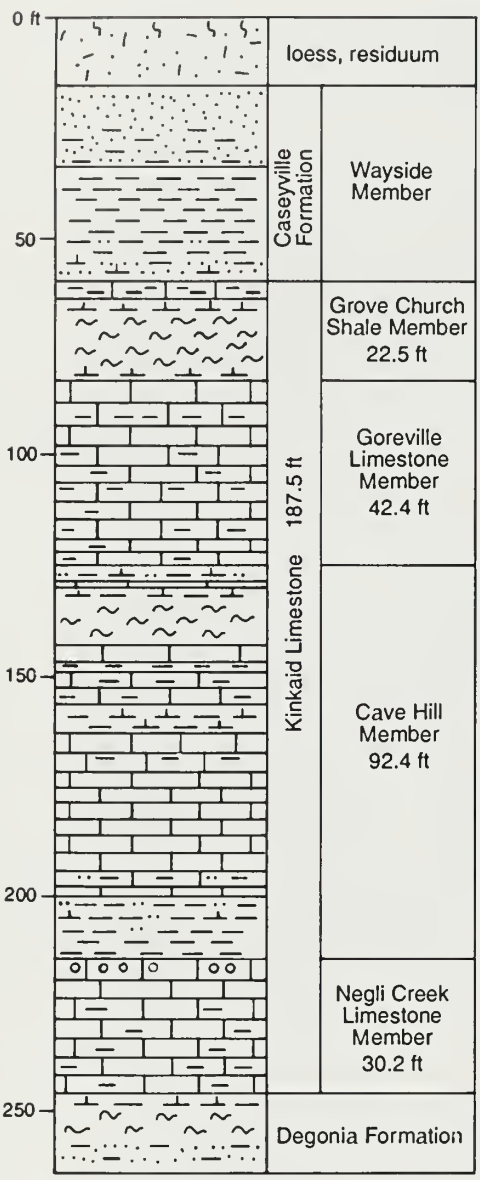 0 ft
loess, residuum
Caseyville
Formation
Wayside
Member
50
Grove Church
Shale Member
22.5 ft
100
Goreville
Limestone
Member
42.4 ft
Kinkaid Limestone 187.5 ft
150
Cave Hill
Member
92.4 ft
200
Negli Creek
Limestone
Member
30.2 ft
250
Degonia Formation